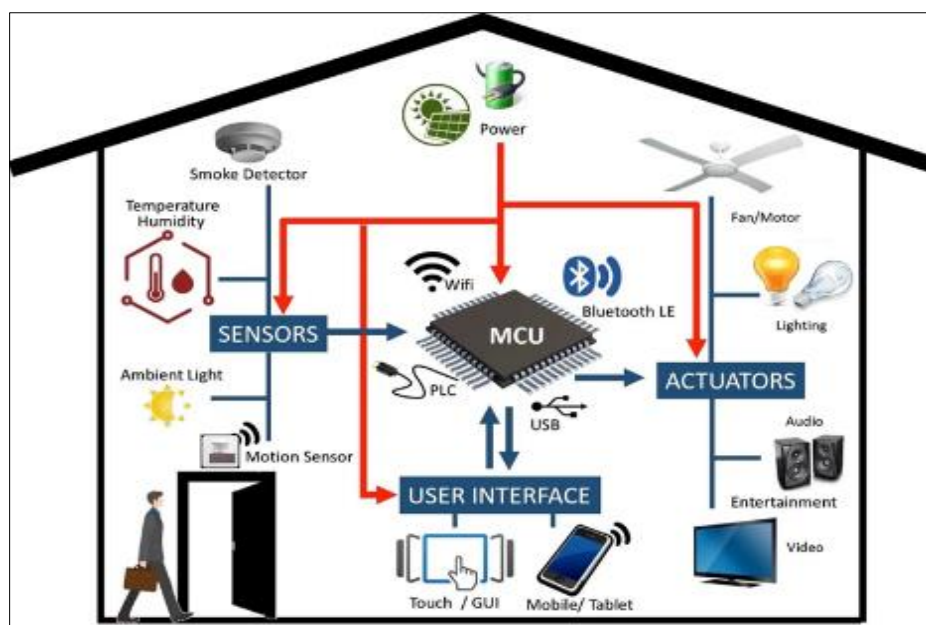 Power
Smoke Detector
Temperature
Humidity
Fan/Motor
Wifi
Bluetooth LE
MCU
Lighting
SENSORS
PLC
USB
ACTUATORS
Ambient Light
Motion Sensor
Audio
USER INTERFACE
Entertainment
Video
Touch / GUI
Mobile/ Tablet